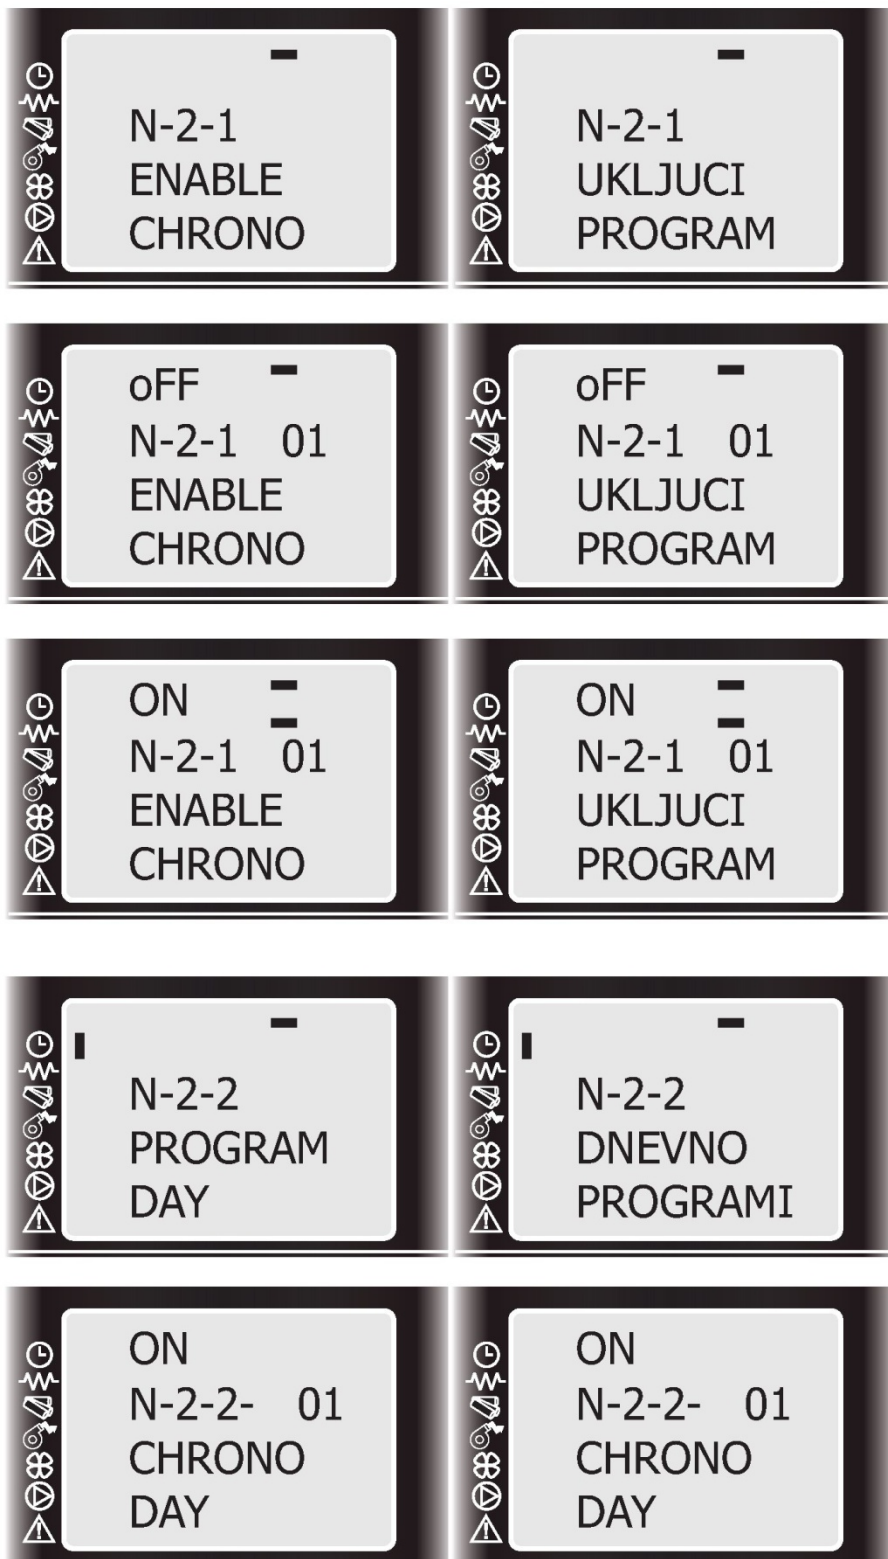 N-2-1
ENABLE
CHRONO
N-2-1
UKLJUCI
PROGRAM
oFF
N-2-1 01
ENABLE
CHRONO
oFF
N-2-1 01
UKLJUCI
PROGRAM
ON
N-2-1 01
ENABLE
CHRONO
ON
N-2-1 01
UKLJUCI
PROGRAM
N-2-2
PROGRAM
DAY
N-2-2
DNEVNO
PROGRAMI
ON
N-2-2- 01
CHRONO
DAY
ON
N-2-2- 01
CHRONO
DAY